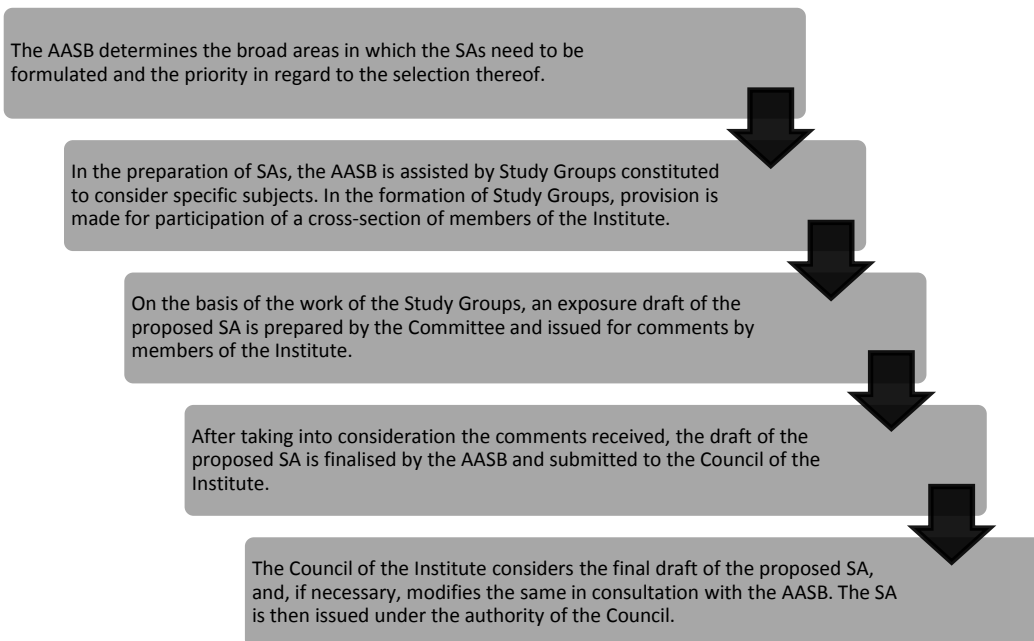 The AASB determines the broad areas in which the SAs need to be
formulated and the priority in regard to the selection thereof.
In the preparation of SAs, the AASB is assisted by Study Groups constituted
to consider specific subjects. In the formation of Study Groups, provision is
made for participation of a cross-section of members of the Institute.
On the basis of the work of the Study Groups, an exposure draft of the
proposed SA is prepared by the Committee and issued for comments by
members of the Institute.
After taking into consideration the comments received, the draft of the
proposed SA is finalised by the AASB and submitted to the Council of the
Institute.
The Council of the Institute considers the final draft of the proposed SA,
and, if necessary, modifies the same in consultation with the AASB. The SA
is then issued under the authority of the Council.